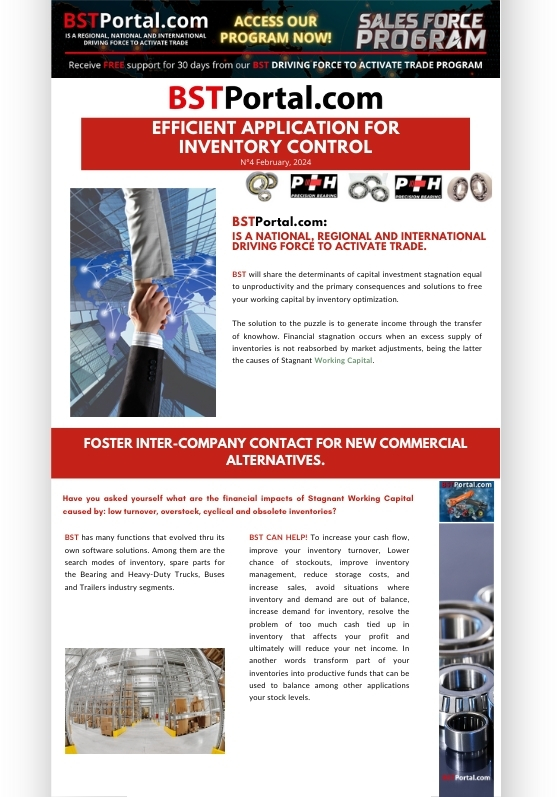 BSTPortal.com
IS A REGIONAL, NATIONAL AND INTERNATIONAL
DRIVING FORCE TO ACTIVATE TRADE
ACCESS OUR
PROGRAM NOW!
SALES FORCE
PROGRAM
Receive FREE support for 30 days from our BST DRIVING FORCE TO ACTIVATE TRADE PROGRAM
BSTPortal.com
EFFICIENT APPLICATION FOR
INVENTORY CONTROL
N°4 February, 2024
PTH
PRECISION BEARING
PTH
PRECISION BEARING
BSTPortal.com:
IS A NATIONAL, REGIONAL AND INTERNATIONAL
DRIVING FORCE TO ACTIVATE TRADE.
BST will share the determinants of capital investment stagnation equal
to unproductivity and the primary consequences and solutions to free
your working capital by inventory optimization.
The solution to the puzzle is to generate income through the transfer
of knowhow. Financial stagnation occurs when an excess supply of
inventories is not reabsorbed by market adjustments, being the latter
the causes of Stagnant Working Capital.
FOSTER INTER-COMPANY CONTACT FOR NEW COMMERCIAL
ALTERNATIVES.
Have you asked yourself what are the financial impacts of Stagnant Working Capital
caused by: low turnover, overstock, cyclical and obsolete inventories?
BST has many functions that evolved thru its
own software solutions. Among them are the
search modes of inventory, spare parts for
the Bearing and Heavy-Duty Trucks, Buses
and Trailers industry segments.
BST CAN HELP! To increase your cash flow,
improve your inventory turnover, Lower
chance of stockouts, improve inventory
management, reduce storage costs, and
increase sales, avoid situations where
inventory and demand are out of balance,
increase demand for inventory, resolve the
problem of too much cash tied up in
inventory that affects your profit and
ultimately will reduce your net income. In
another words transform part of your
inventories into productive funds that can be
used to balance among other applications
your stock levels.
BSTPortal.com
BSTPortal.com